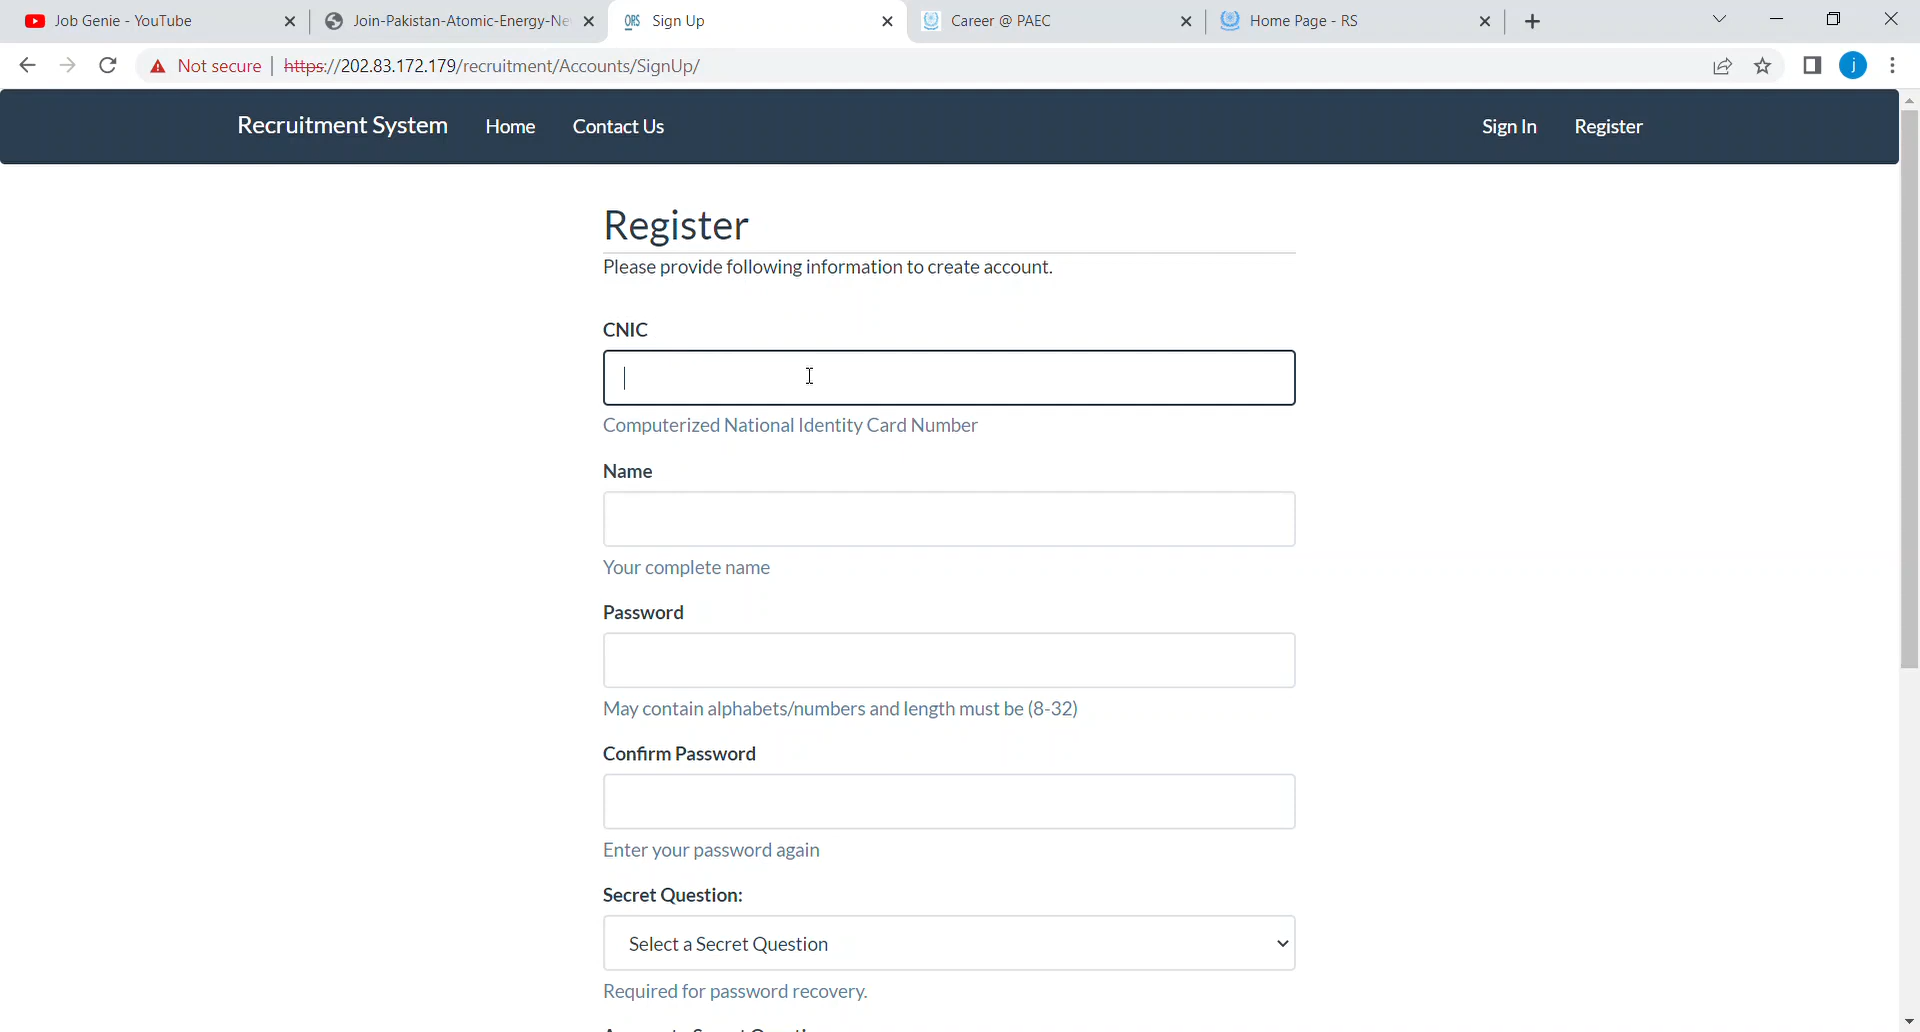 Job Genie - YouTube
Join-Pakistan-Atomic-Energy-Ne
Sign Up
Career @ PAEC
Home Page - RS
Not secure
https://202.83.172.179/recruitment/Accounts/SignUp/
j
Recruitment System
Home
Contact Us
Sign In
Register
Register
Please provide following information to create account.
CNIC
Computerized National Identity Card Number
Name
Your complete name
Password
May contain alphabets/numbers and length must be (8-32)
Confirm Password
Enter your password again
Secret Question:
Select a Secret Question
Required for password recovery.